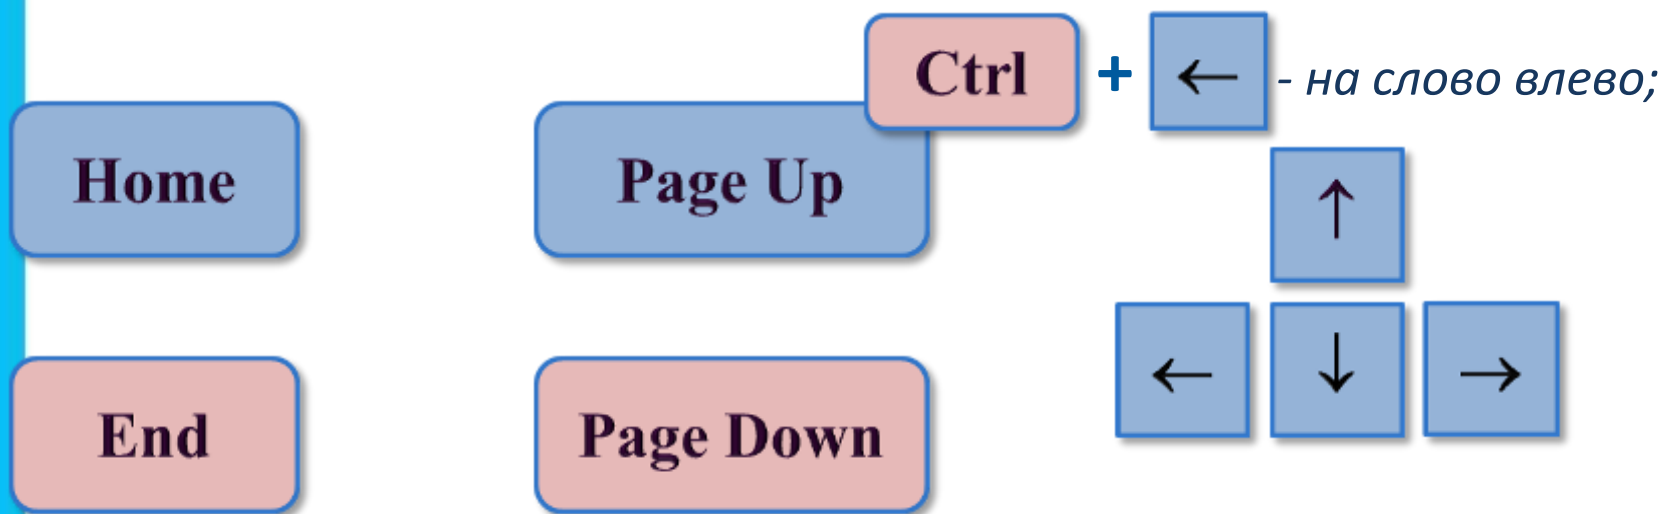 Ctrl + ← - на слово влево;
Home
Page Up
↑
← ↓ →
End
Page Down